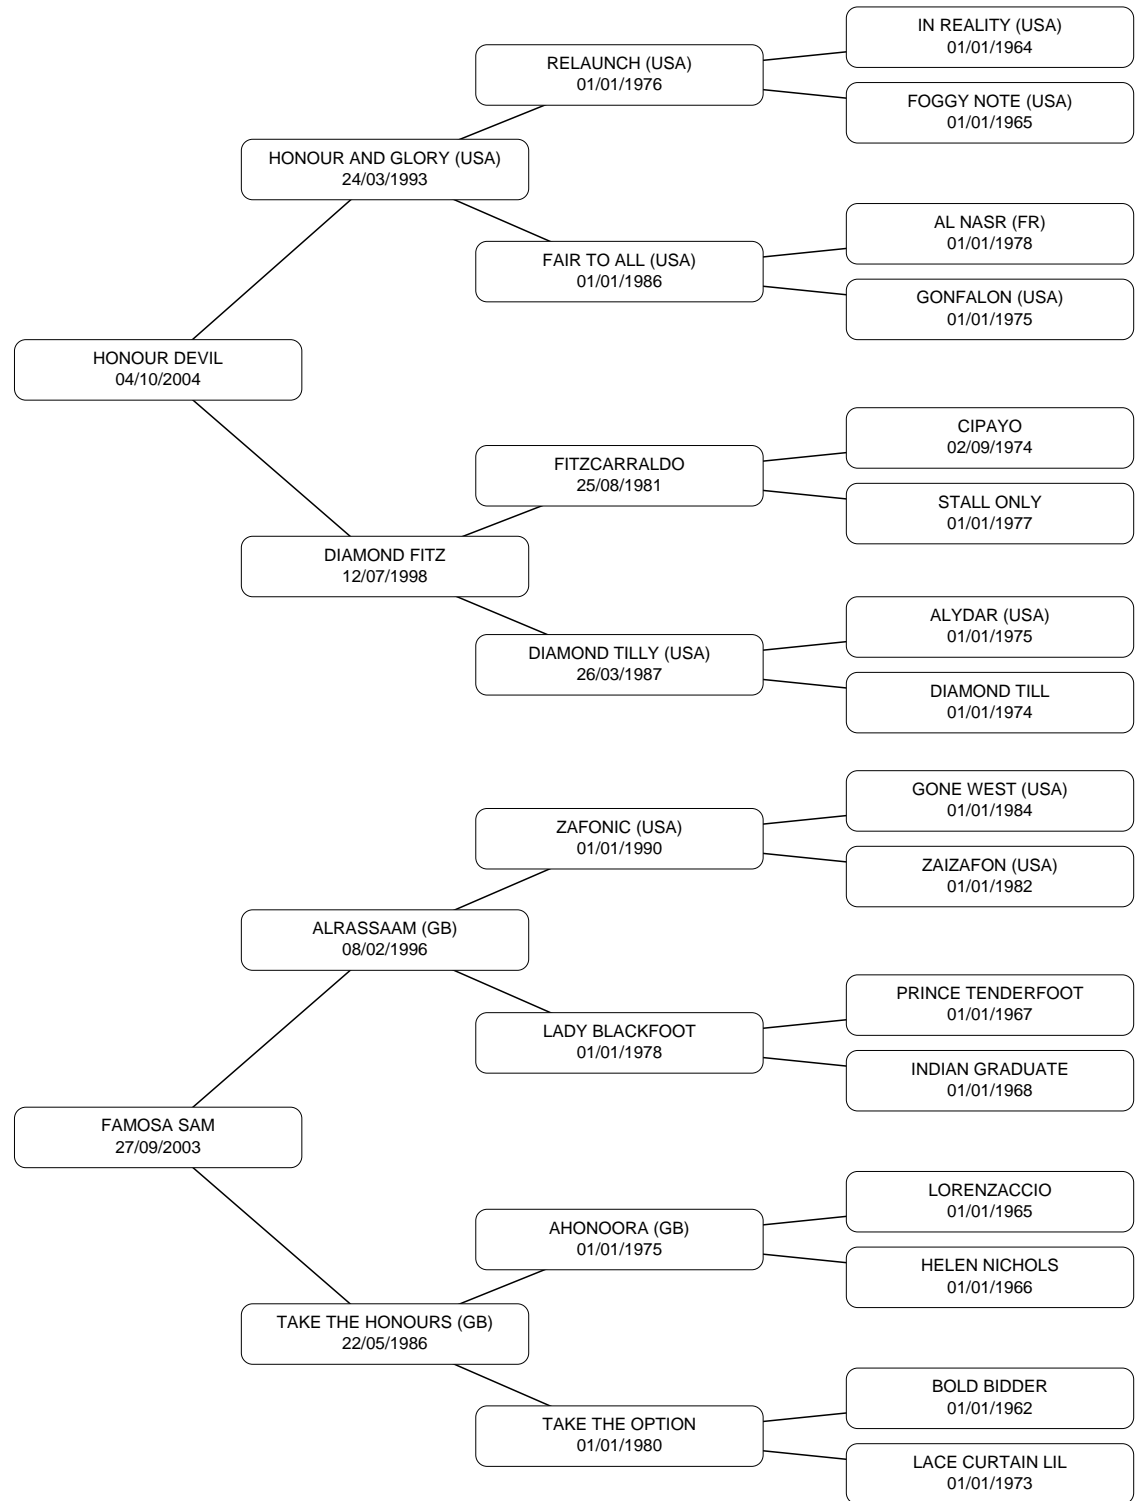 IN REALITY (USA)
01/01/1964
RELAUNCH (USA)
01/01/1976
FOGGY NOTE (USA)
01/01/1965
HONOUR AND GLORY (USA)
24/03/1993
AL NASR (FR)
01/01/1978
FAIR TO ALL (USA)
01/01/1986
GONFALON (USA)
01/01/1975
HONOUR DEVIL
04/10/2004
CIPAYO
02/09/1974
FITZCARRALDO
25/08/1981
STALL ONLY
01/01/1977
DIAMOND FITZ
12/07/1998
ALYDAR (USA)
01/01/1975
DIAMOND TILLY (USA)
26/03/1987
DIAMOND TILL
01/01/1974
GONE WEST (USA)
01/01/1984
ZAFONIC (USA)
01/01/1990
ZAIZAFON (USA)
01/01/1982
ALRASSAAM (GB)
08/02/1996
PRINCE TENDERFOOT
01/01/1967
LADY BLACKFOOT
01/01/1978
INDIAN GRADUATE
01/01/1968
FAMOSA SAM
27/09/2003
LORENZACCIO
01/01/1965
AHONOORA (GB)
01/01/1975
HELEN NICHOLS
01/01/1966
TAKE THE HONOURS (GB)
22/05/1986
BOLD BIDDER
01/01/1962
TAKE THE OPTION
01/01/1980
LACE CURTAIN LIL
01/01/1973